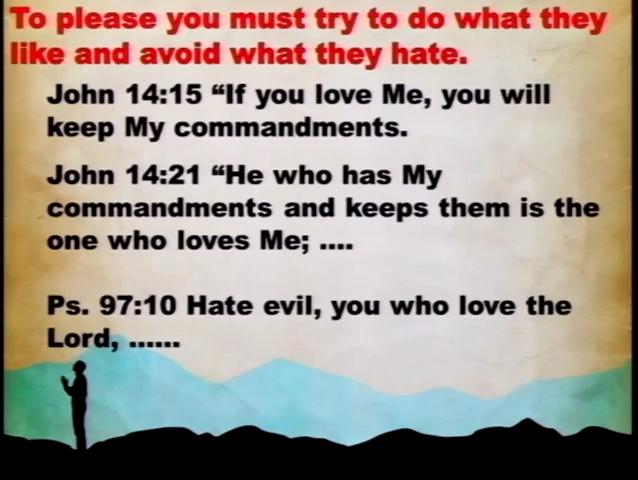 To please you must try to do what they
like and avoid what they hate.
John 14:15 “If you love Me, you will
keep My commandments.
John 14:21 “He who has My
commandments and keeps them is the
one who loves Me; ....
Ps. 97:10 Hate evil, you who love the
Lord, ......